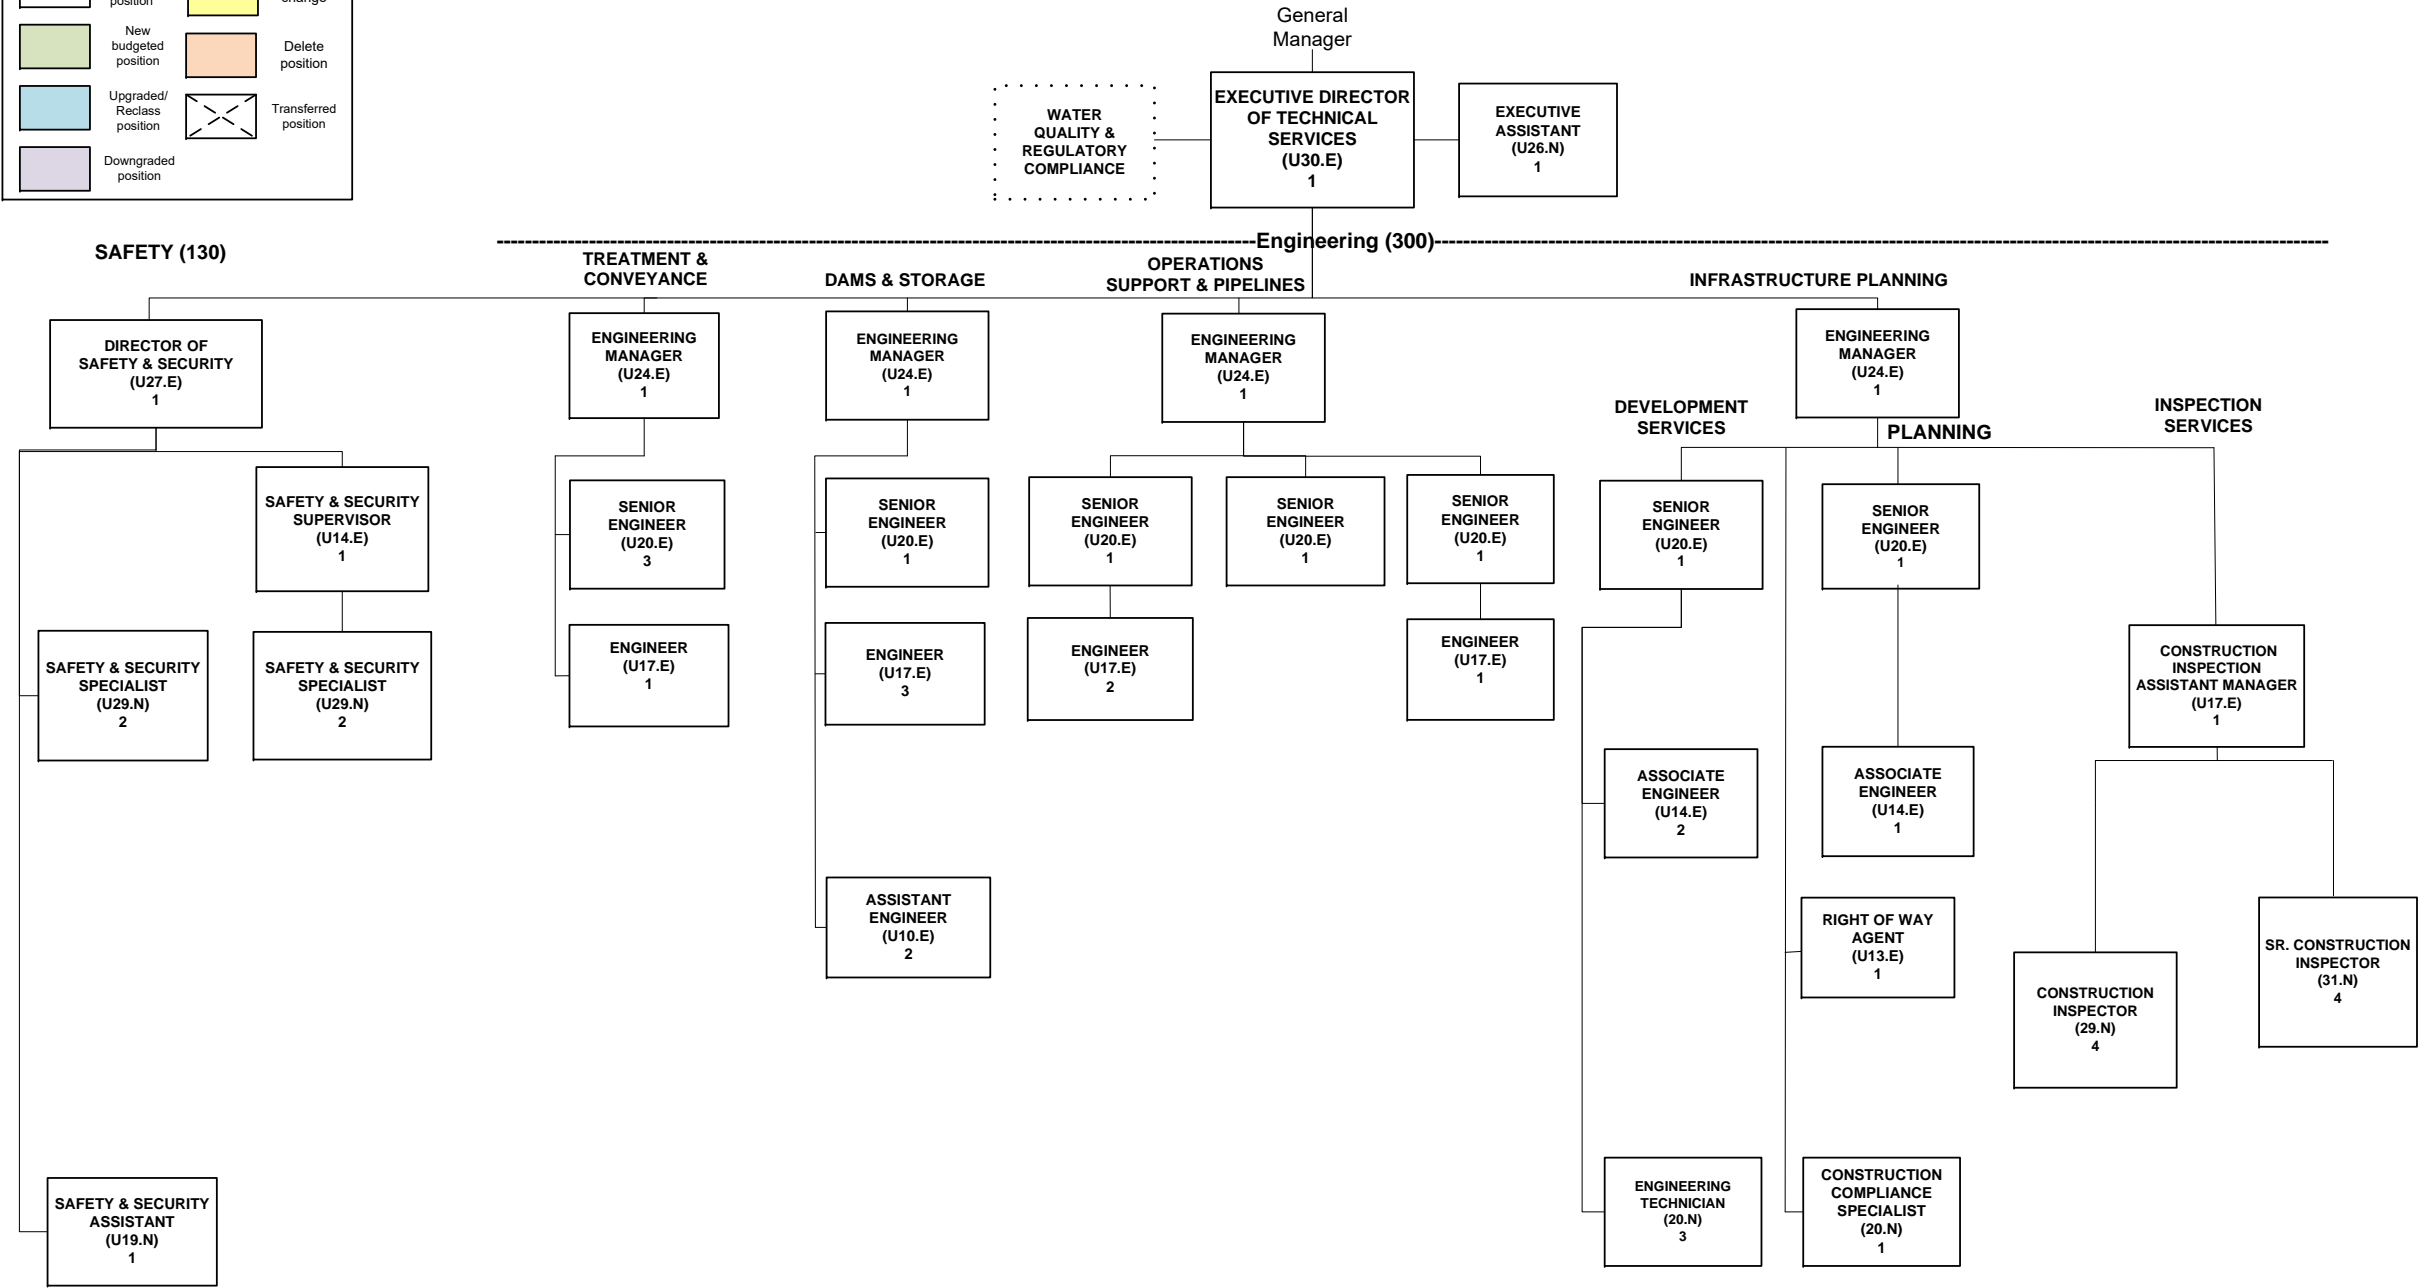 position
change
New
budgeted
position
Delete
position
Upgraded/
Reclass
position
Transferred
position
Downgraded
position
General
Manager
WATER
QUALITY &
REGULATORY
COMPLIANCE
EXECUTIVE DIRECTOR
OF TECHNICAL
SERVICES
(U30.E)
1
EXECUTIVE
ASSISTANT
(U26.N)
1
SAFETY (130)
Engineering (300)
TREATMENT &
CONVEYANCE
DAMS & STORAGE
OPERATIONS
SUPPORT & PIPELINES
INFRASTRUCTURE PLANNING
DIRECTOR OF
SAFETY & SECURITY
(U27.E)
1
ENGINEERING
MANAGER
(U24.E)
1
ENGINEERING
MANAGER
(U24.E)
1
ENGINEERING
MANAGER
(U24.E)
1
ENGINEERING
MANAGER
(U24.E)
1
DEVELOPMENT
SERVICES
PLANNING
INSPECTION
SERVICES
SAFETY & SECURITY
SUPERVISOR
(U14.E)
1
SENIOR
ENGINEER
(U20.E)
3
SENIOR
ENGINEER
(U20.E)
1
SENIOR
ENGINEER
(U20.E)
1
SENIOR
ENGINEER
(U20.E)
1
SENIOR
ENGINEER
(U20.E)
1
SENIOR
ENGINEER
(U20.E)
1
SENIOR
ENGINEER
(U20.E)
1
SAFETY & SECURITY
SPECIALIST
(U29.N)
2
SAFETY & SECURITY
SPECIALIST
(U29.N)
2
ENGINEER
(U17.E)
1
ENGINEER
(U17.E)
3
ENGINEER
(U17.E)
2
ENGINEER
(U17.E)
1
CONSTRUCTION
INSPECTION
ASSISTANT MANAGER
(U17.E)
1
ASSOCIATE
ENGINEER
(U14.E)
2
ASSOCIATE
ENGINEER
(U14.E)
1
ASSISTANT
ENGINEER
(U10.E)
2
RIGHT OF WAY
AGENT
(U13.E)
1
CONSTRUCTION
INSPECTOR
(29.N)
4
SR. CONSTRUCTION
INSPECTOR
(31.N)
4
SAFETY & SECURITY
ASSISTANT
(U19.N)
1
ENGINEERING
TECHNICIAN
(20.N)
3
CONSTRUCTION
COMPLIANCE
SPECIALIST
(20.N)
1